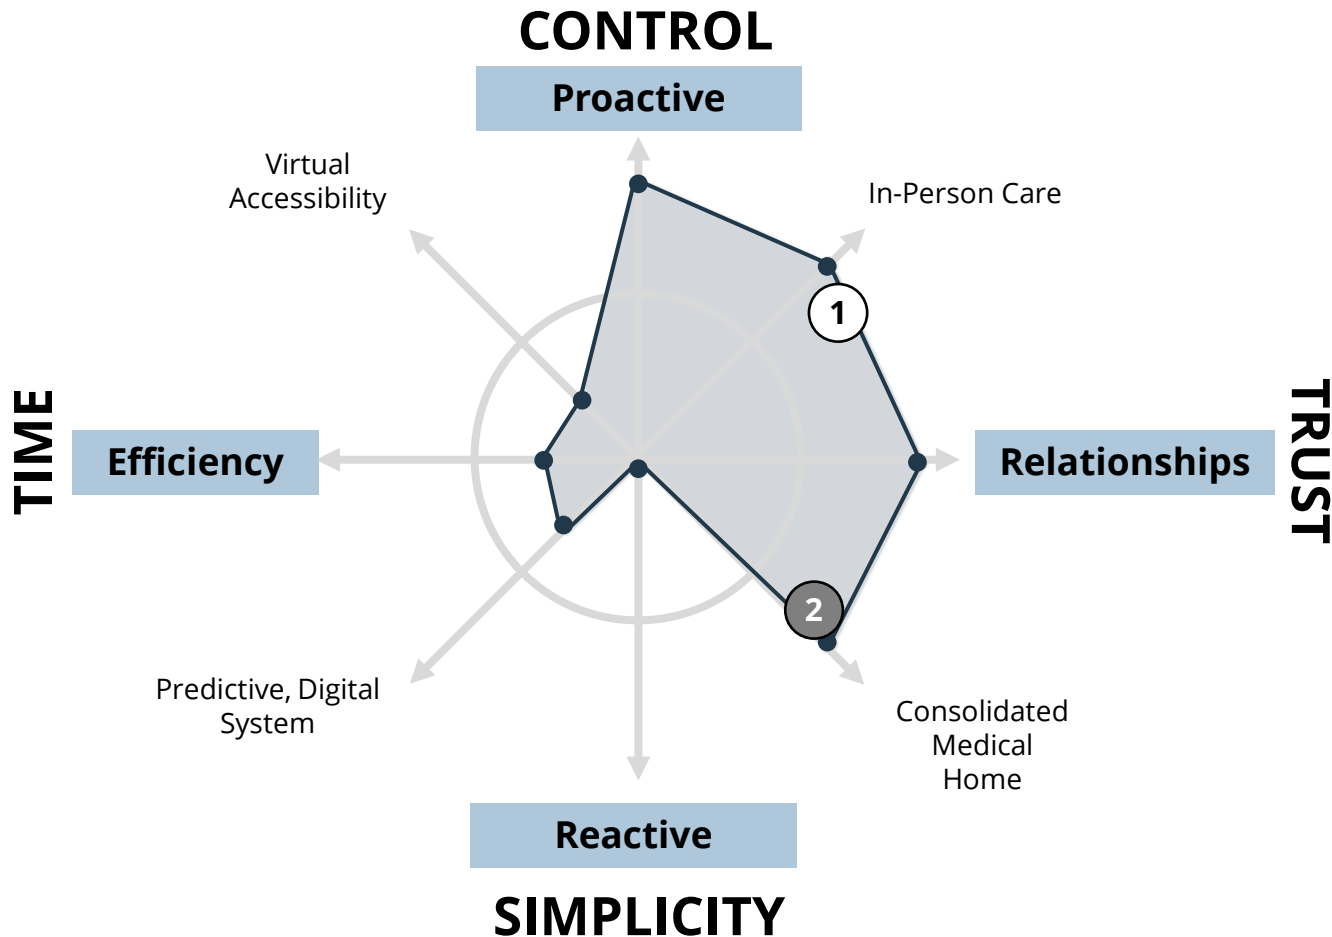 CONTROL
Proactive
Virtual
Accessibility
In-Person Care
1
TIME
Efficiency
Relationships
TRUST
2
Predictive, Digital
System
Consolidated
Medical
Home
Reactive
SIMPLICITY